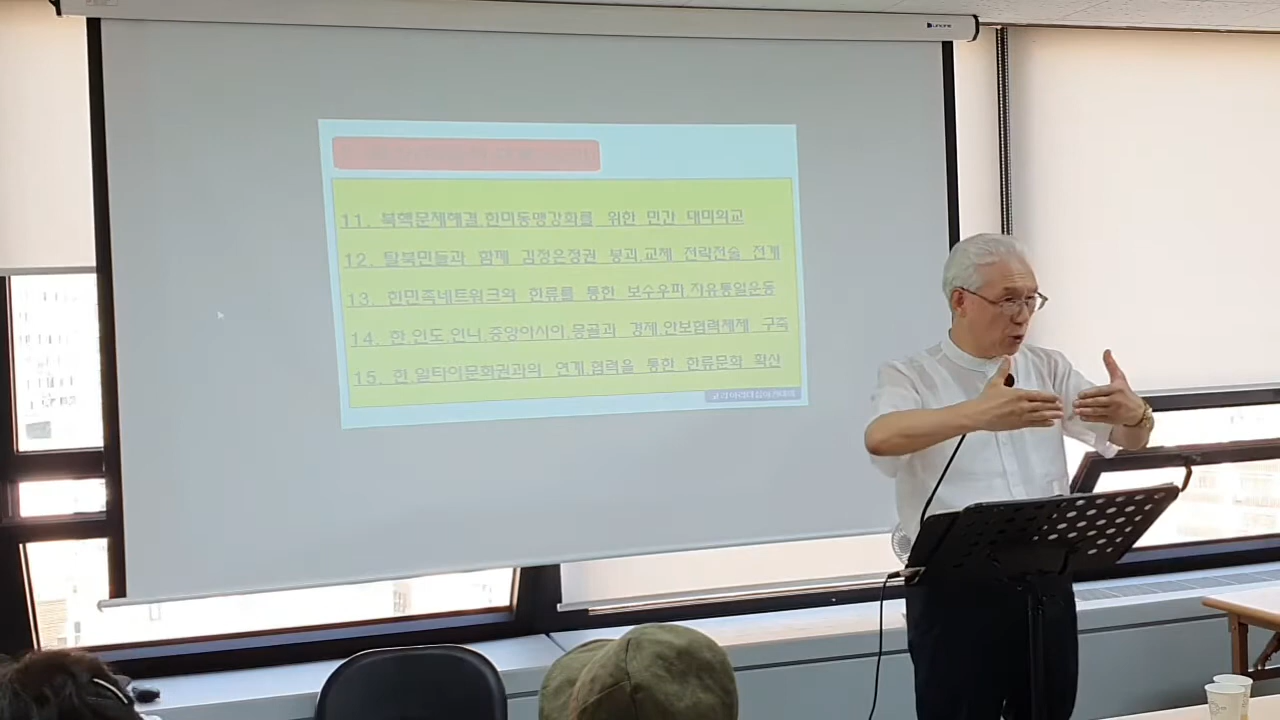 11. 북핵문제해결,한미동맹강화를 위한 민간 대미외교
12. 탈북민들과 함께 김정은정권 붕괴,교체 전략전술 전개
13. 한민족네트워크와 한류를 통한 보수우파,자유통일운동
14. 한.인도.인니.중앙아시아.몽골과 경제.안보협력체제 구축
15. 한.알타이문화권과의 연계.협력을 통한 한류문화 확산